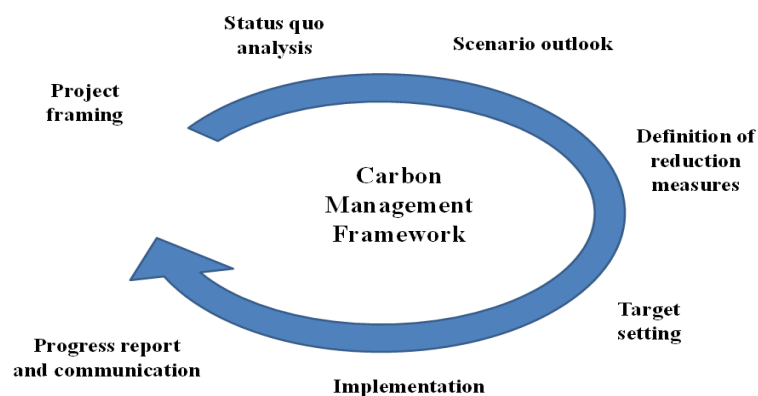 Status quo
analysis
Scenario outlook
Project
framing
Definition of
reduction
measures
Carbon
Management
Framework
Target
setting
Progress report
and communication
Implementation